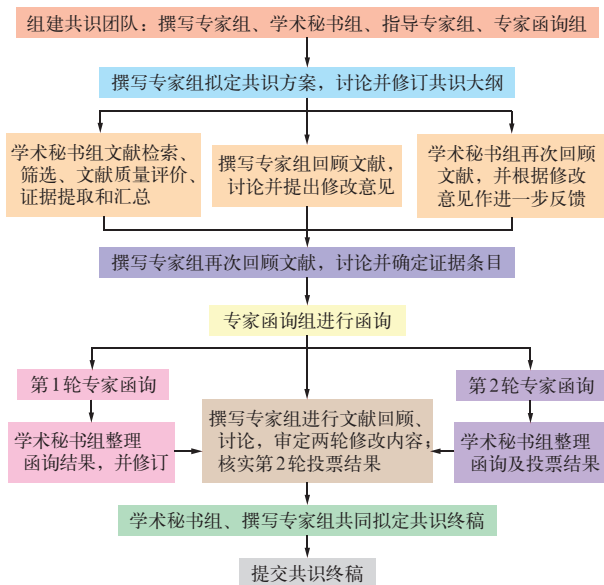 组建共识团队：撰写专家组、学术秘书组、指导专家组、专家函询组
撰写专家组拟定共识方案，讨论并修订共识大纲
学术秘书组文献检索、
筛选、文献质量评价、
证据提取和汇总
撰写专家组回顾文献，
讨论并提出修改意见
学术秘书组再次回顾
文献，并根据修改
意见作进一步反馈
撰写专家组再次回顾文献，讨论并确定证据条目
专家函询组进行函询
第1轮专家函询
学术秘书组整理
函询结果，并修订
撰写专家组进行文献回顾、
讨论，审定两轮修改内容；
核实第2轮投票结果
第2轮专家函询
学术秘书组整理
函询及投票结果
学术秘书组、撰写专家组共同拟定共识终稿
提交共识终稿